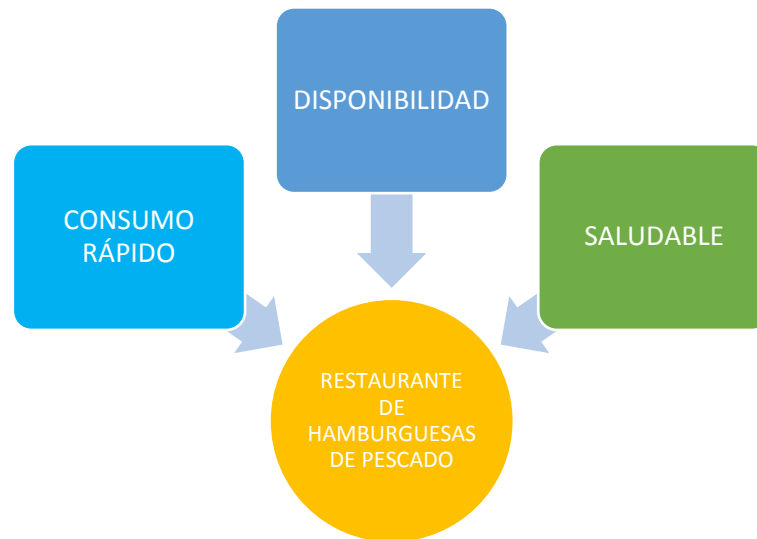 DISPONIBILIDAD
CONSUMO
RÁPIDO
SALUDABLE
RESTAURANTE
DE
HAMBURGUESAS
DE PESCADO